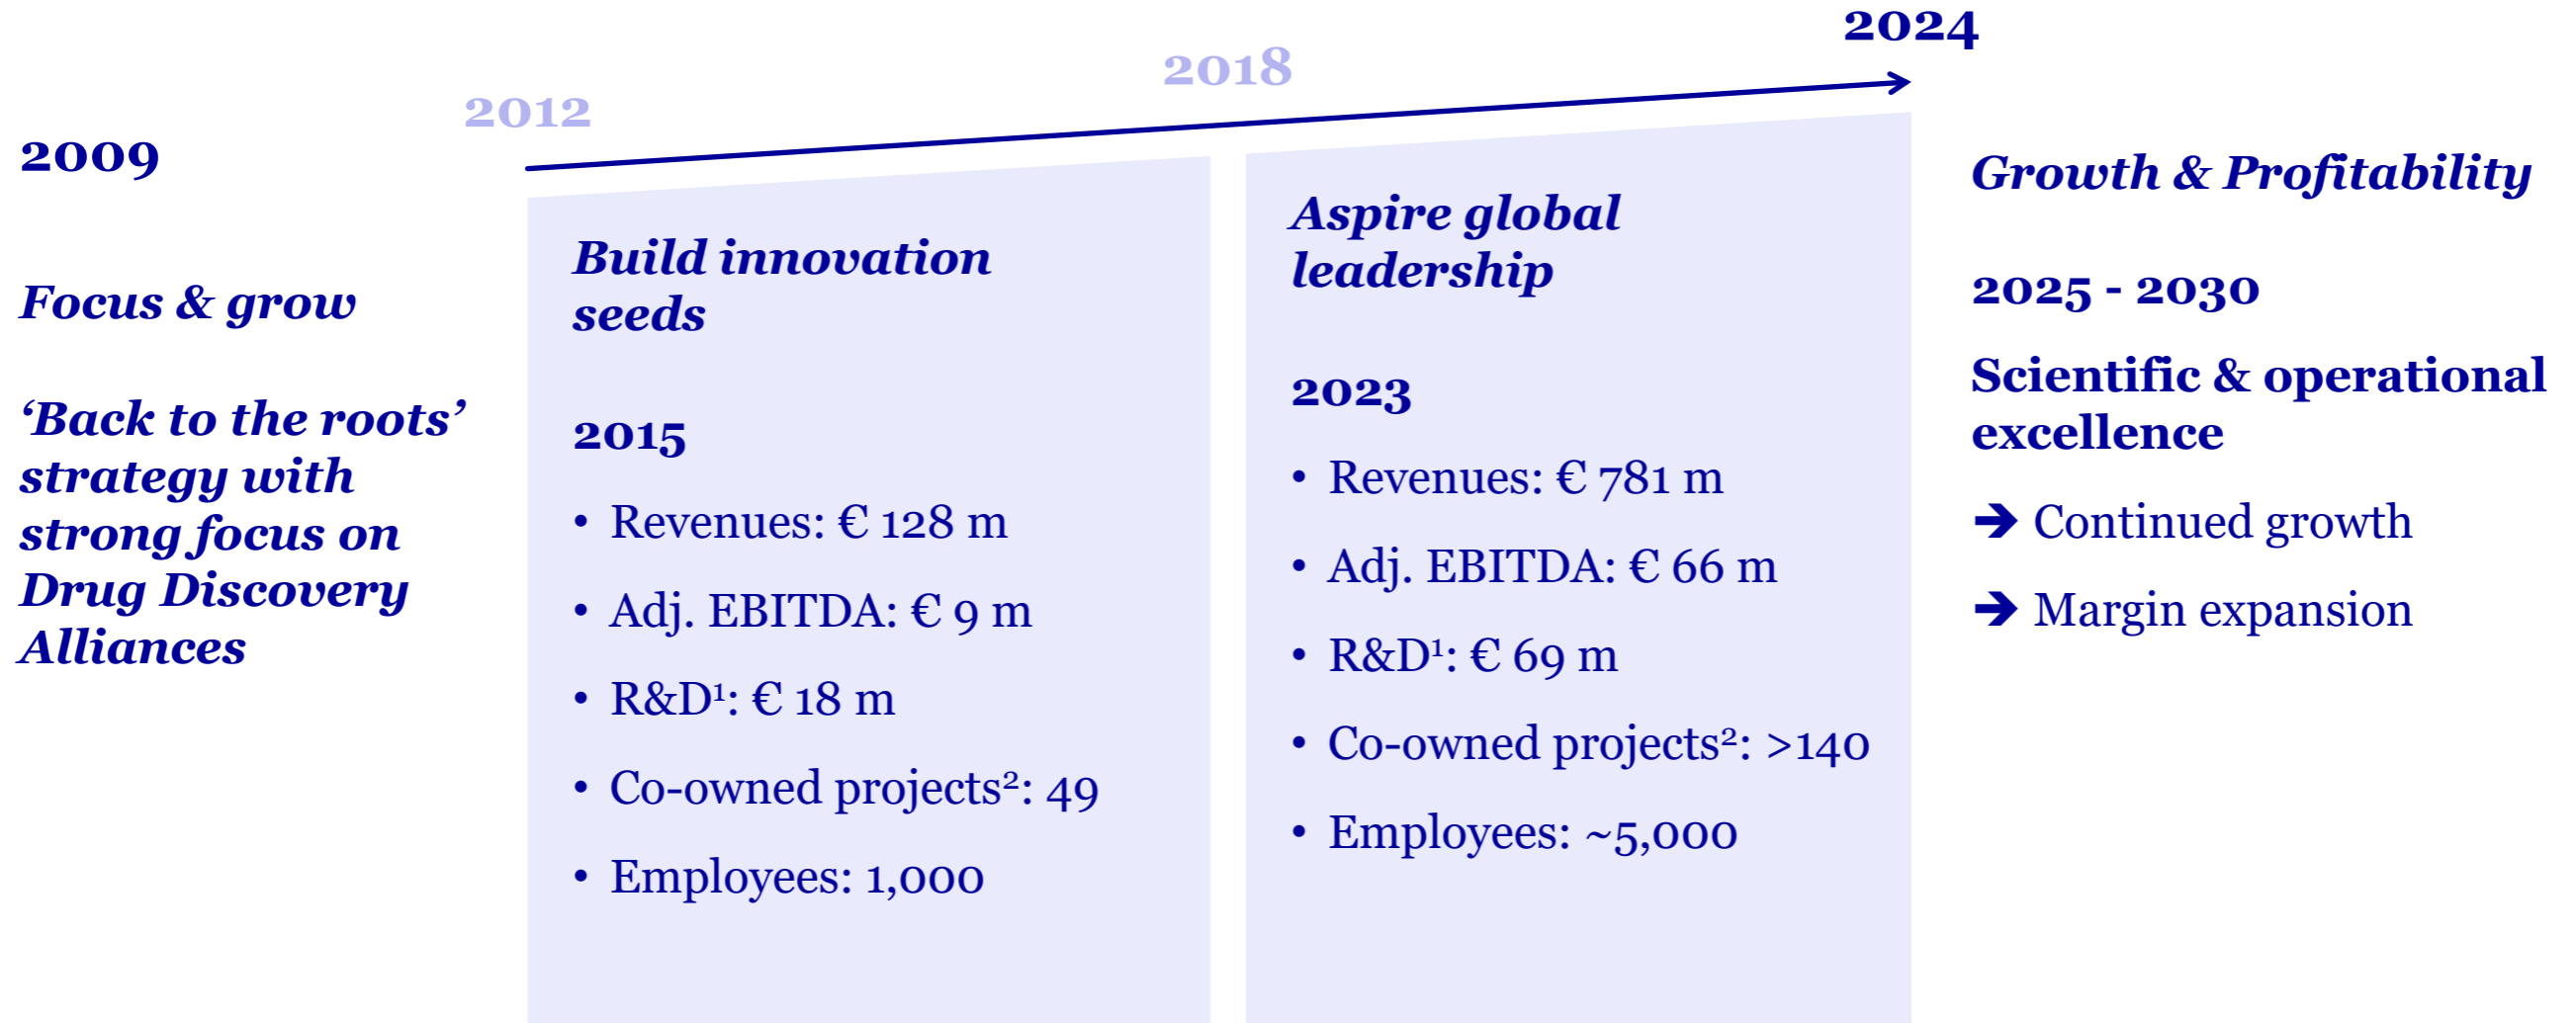 2009
Focus & grow
‘Back to the roots’
strategy with
strong focus on
Drug Discovery
Alliances
2012
2018
2024
Build innovation
seeds
2015
• Revenues: € 128 m
• Adj. EBITDA: € 9 m
• R&D¹: € 18 m
• Co-owned projects²: 49
• Employees: 1,000
Aspire global
leadership
2023
• Revenues: € 781 m
• Adj. EBITDA: € 66 m
• R&D¹: € 69 m
• Co-owned projects²: >140
• Employees: ~5,000
Growth & Profitability
2025 - 2030
Scientific & operational
excellence
➔ Continued growth
➔ Margin expansion